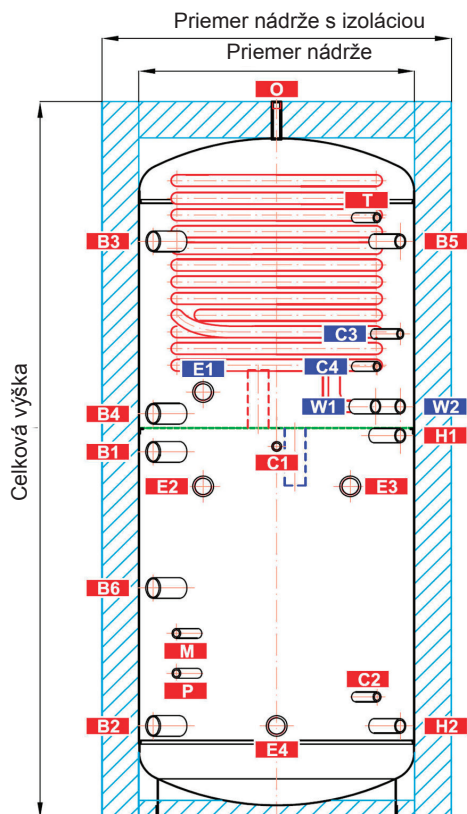 Priemer nádrže s izoláciou
Priemer nádrže
O
T
B3
B5
C3
E1
C4
W1
W2
B4
H1
B1
C1
E2
E3
B6
M
P
C2
B2
H2
E4
Celková výška